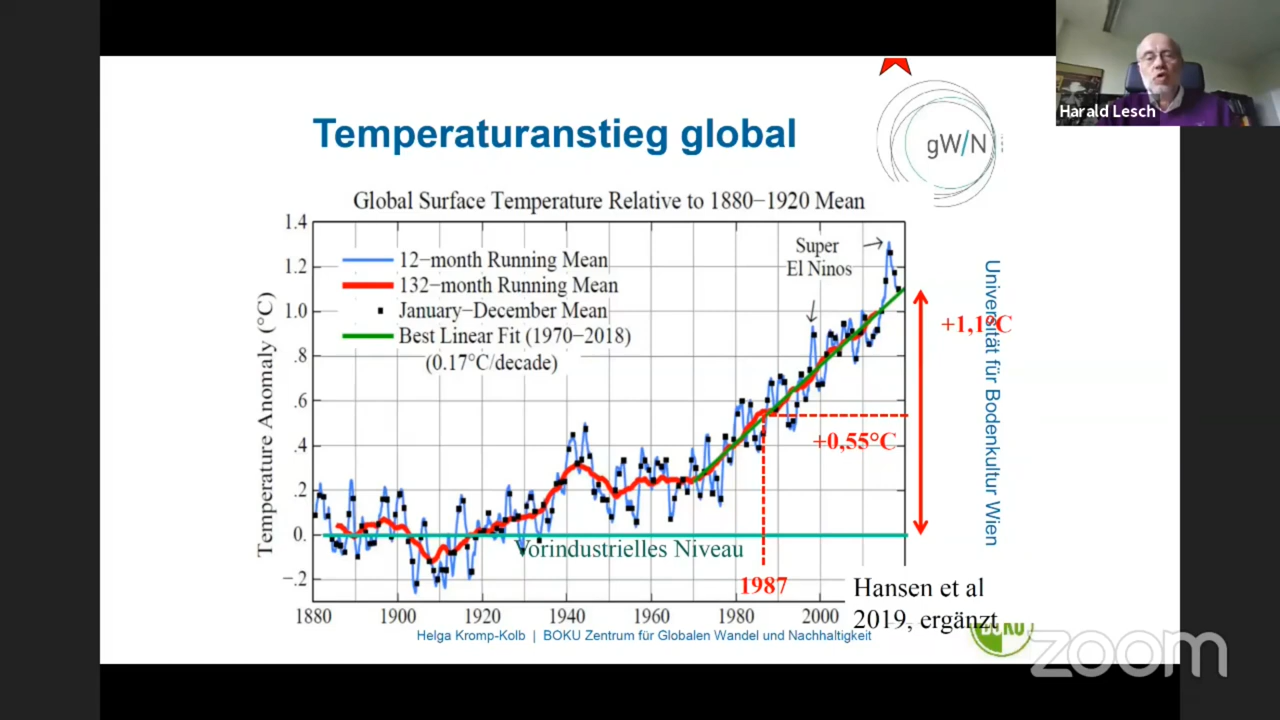 Harald Lesch
Temperaturanstieg global
gW/N
Global Surface Temperature Relative to 1880−1920 Mean
1.4
1.2
1.0
.8
.6
.4
.2
0.
−.2
Temperature Anomaly (°C)
12−month Running Mean
132−month Running Mean
January−December Mean
Best Linear Fit (1970−2018)
(0.17°C/decade)
Super
El Ninos
+1,1°C
+0,55°C
Universität für Bodenkultur Wien
Vorindustrielles Niveau
1987
1880
1900
1920
1940
1960
1980
2000
Hansen et al
2019, ergänzt
Helga Kromp-Kolb | BOKU Zentrum für Globalen Wandel und Nachhaltigkeit
BOKU
zoom